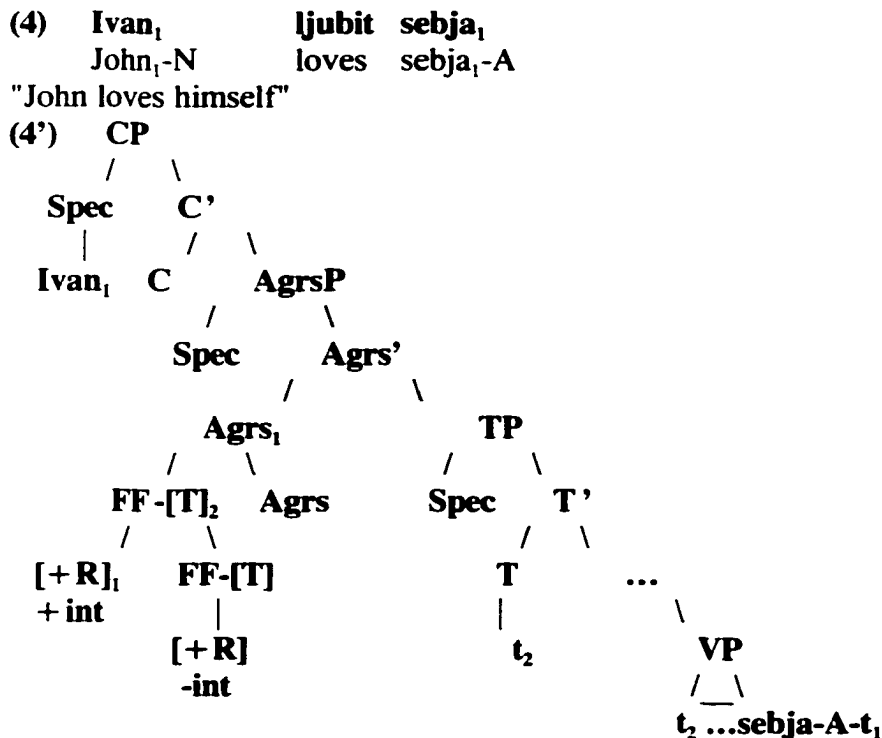 (4) Ivan₁ ljubit sebja₁
John₁-N loves sebja₁-A
"John loves himself"
(4') CP
/ \
Spec C'
| / \
Ivan₁ C AgrsP
/ \
Spec Agrs'
/ \
Agrs₁ TP
/ \ / \
FF-[T]₂ Agrs Spec T'
/ \ / \
[+R]₁ FF-[T] T ...
+int | | \
[+R] t₂ VP
-int / \
t₂ ...sebja-A-t₁